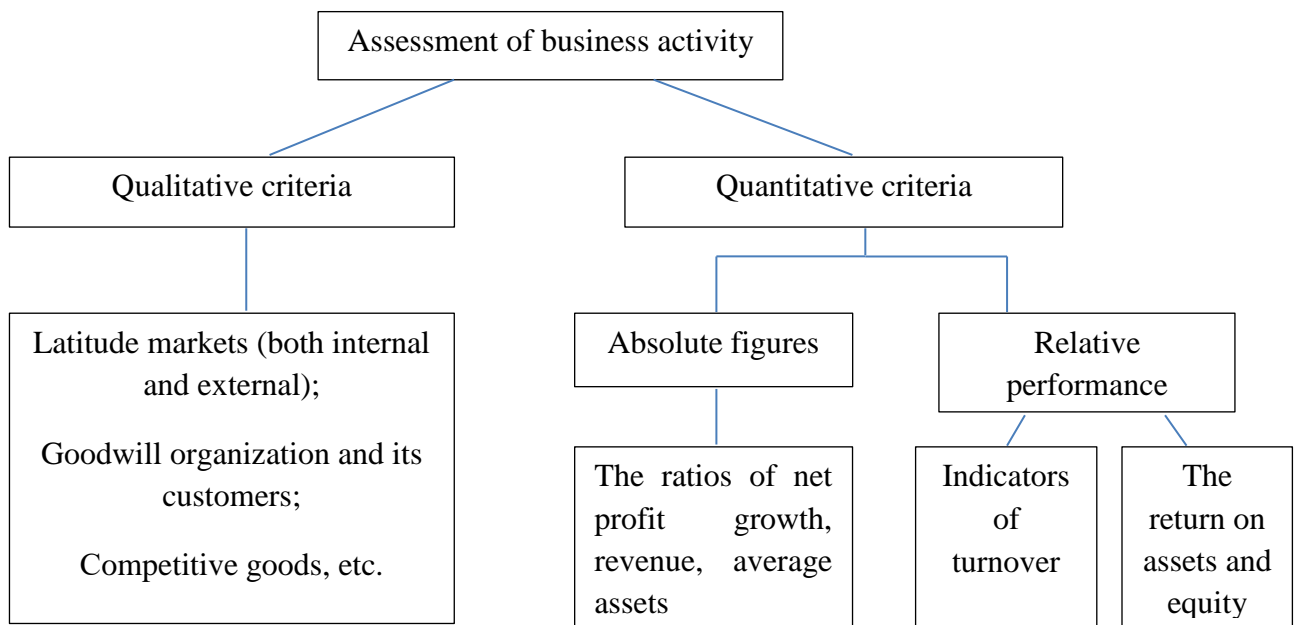 Assessment of business activity
Qualitative criteria
Quantitative criteria
Latitude markets (both internal
and external);
Goodwill organization and its
customers;
Competitive goods, etc.
Absolute figures
Relative
performance
The ratios of net
profit growth,
revenue, average
assets
Indicators
of
turnover
The
return on
assets and
equity